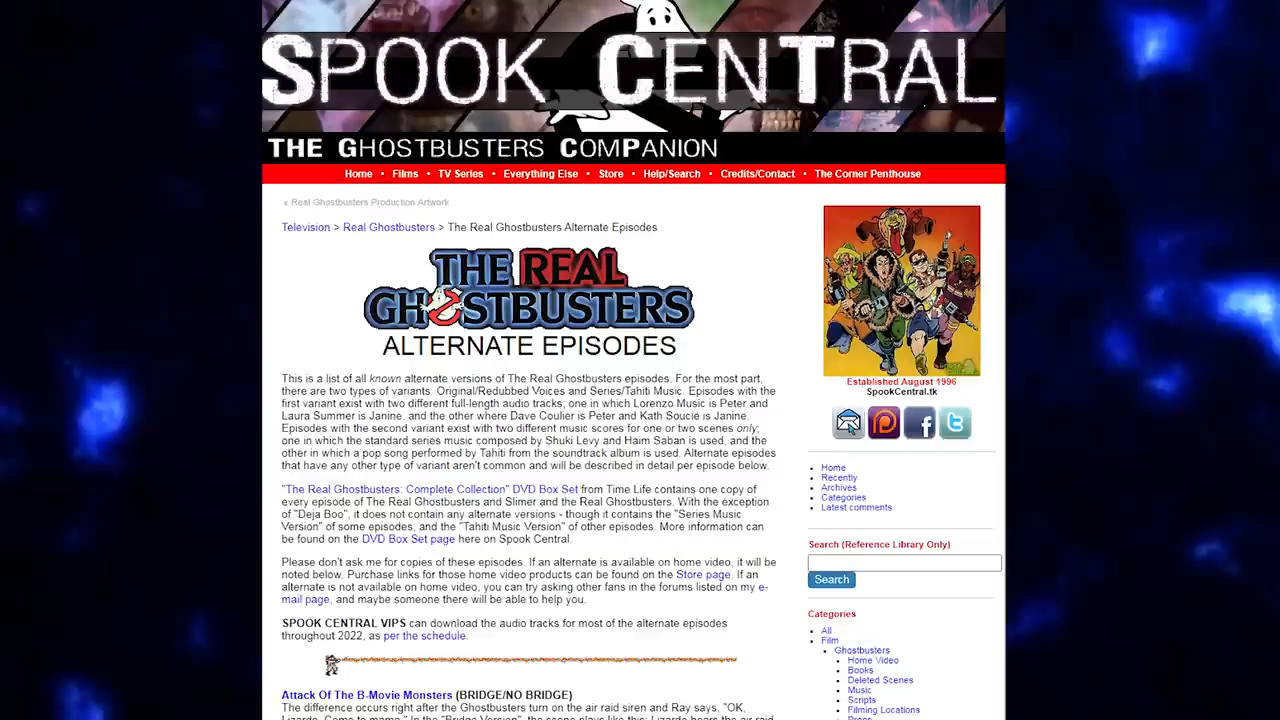 SPOOK CENTRAL
THE GHOSTBUSTERS COMPANION
Home • Films • TV Series • Everything Else • Store • Help/Search • Credits/Contact • The Corner Penthouse
« Real Ghostbusters Production Artwork
Television > Real Ghostbusters > The Real Ghostbusters Alternate Episodes
THE REAL
GHOSTBUSTERS
ALTERNATE EPISODES
This is a list of all known alternate versions of The Real Ghostbusters episodes. For the most part,
there are two types of variants: Original/Redubbed Voices and Series/Tahiti Music. Episodes with the
first variant exist with two different full-length audio tracks, one in which Lorenzo Music is Peter and
Laura Summer is Janine, and the other where Dave Coulier is Peter and Kath Soucie is Janine.
Episodes with the second variant exist with two different music scores for one or two scenes only;
one in which the standard series music composed by Shuki Levy and Haim Saban is used, and the
other in which a pop song performed by Tahiti from the soundtrack album is used. Alternate episodes
that have any other type of variant aren't common and will be described in detail per episode below.
"The Real Ghostbusters: Complete Collection" DVD Box Set from Time Life contains one copy of
every episode of The Real Ghostbusters and Slimer and the Real Ghostbusters. With the exception
of "Deja Boo", it does not contain any alternate versions - though it contains the "Series Music
Version" of some episodes, and the "Tahiti Music Version" of other episodes. More information can
be found on the DVD Box Set page here on Spook Central.
Please don't ask me for copies of these episodes. If an alternate is available on home video, it will be
noted below. Purchase links for those home video products can be found on the Store page. If an
alternate is not available on home video, you can try asking other fans in the forums listed on my e-
mail page, and maybe someone there will be able to help you.
SPOOK CENTRAL VIPS can download the audio tracks for most of the alternate episodes
throughout 2022, as per the schedule.
Attack Of The B-Movie Monsters (BRIDGE/NO BRIDGE)
The difference occurs right after the Ghostbusters turn on the air raid siren and Ray says. "OK,
Established August 1996
SpookCentral.tk
Home
Recently
Archives
Categories
Latest comments
Search (Reference Library Only)
Search
Categories
All
Film
Ghostbusters
Home Video
Books
Deleted Scenes
Music
Scripts
Filming Locations